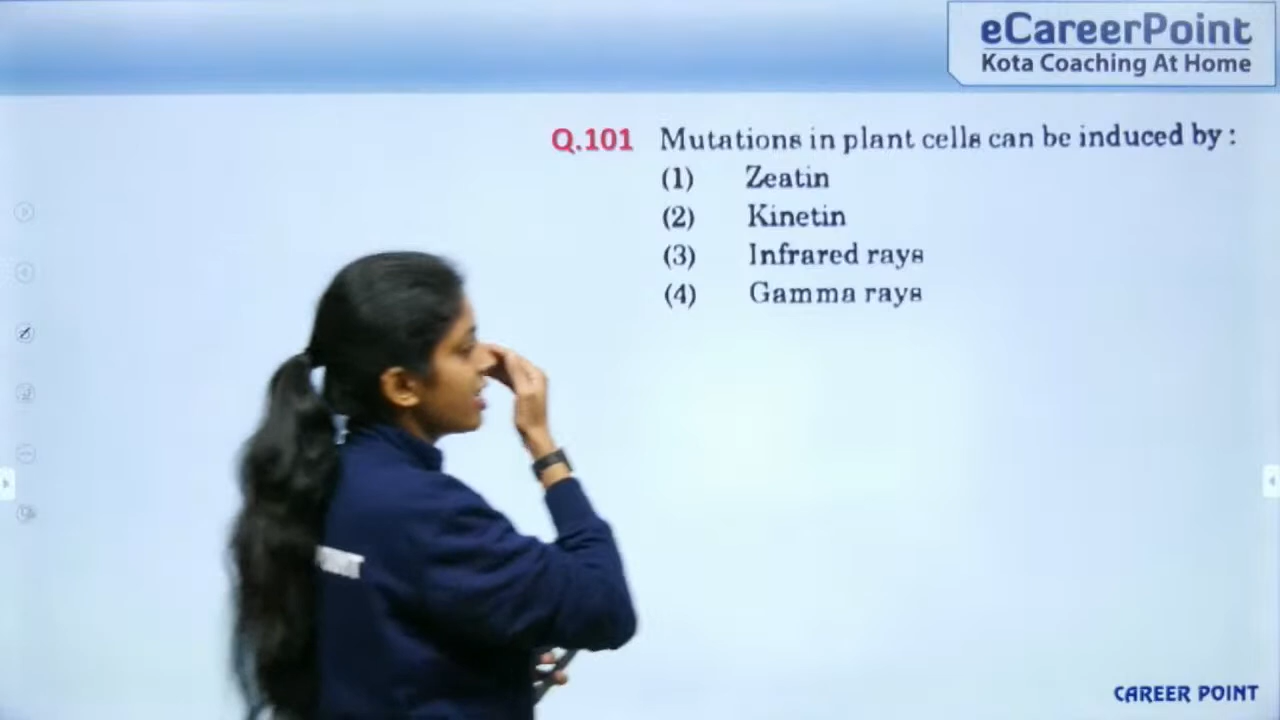 eCareerPoint
Kota Coaching At Home
Q.101 Mutations in plant cells can be induced by :
(1) Zeatin
(2) Kinetin
(3) Infrared rays
(4) Gamma rays
CAREER POINT